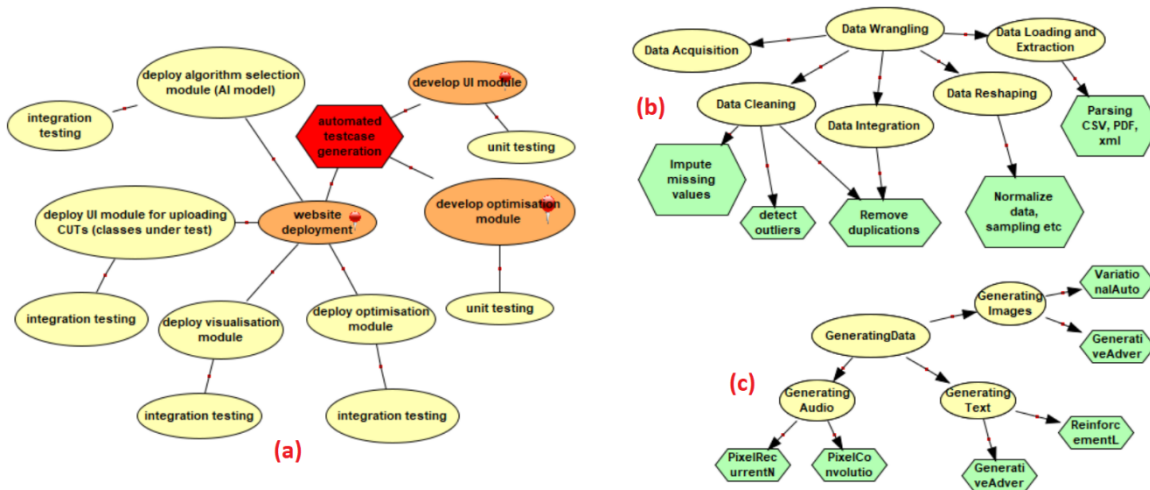 deploy algorithm selection
module (AI model)
integration
testing
automated
testcase
generation
develop UI module
unit testing
deploy UI module for uploading
CUTs (classes under test)
website
deployment
develop optimisation
module
integration testing
deploy visualisation
module
deploy optimisation
module
unit testing
integration testing
integration testing
(a)
Data Wrangling
Data Acquisition
Data Loading and
Extraction
(b)
Data Cleaning
Data Integration
Data Reshaping
Parsing
CSV, PDF,
xml
Impute
missing
values
detect
outliers
Remove
duplications
Normalize
data,
sampling etc
GeneratingData
Generating
Images
Variatio
nalAuto
Generati
veAdver
(c)
Generating
Audio
Generating
Text
PixelRec
urrentN
PixelCo
nvolutio
Reinforc
ementL
Generati
veAdver